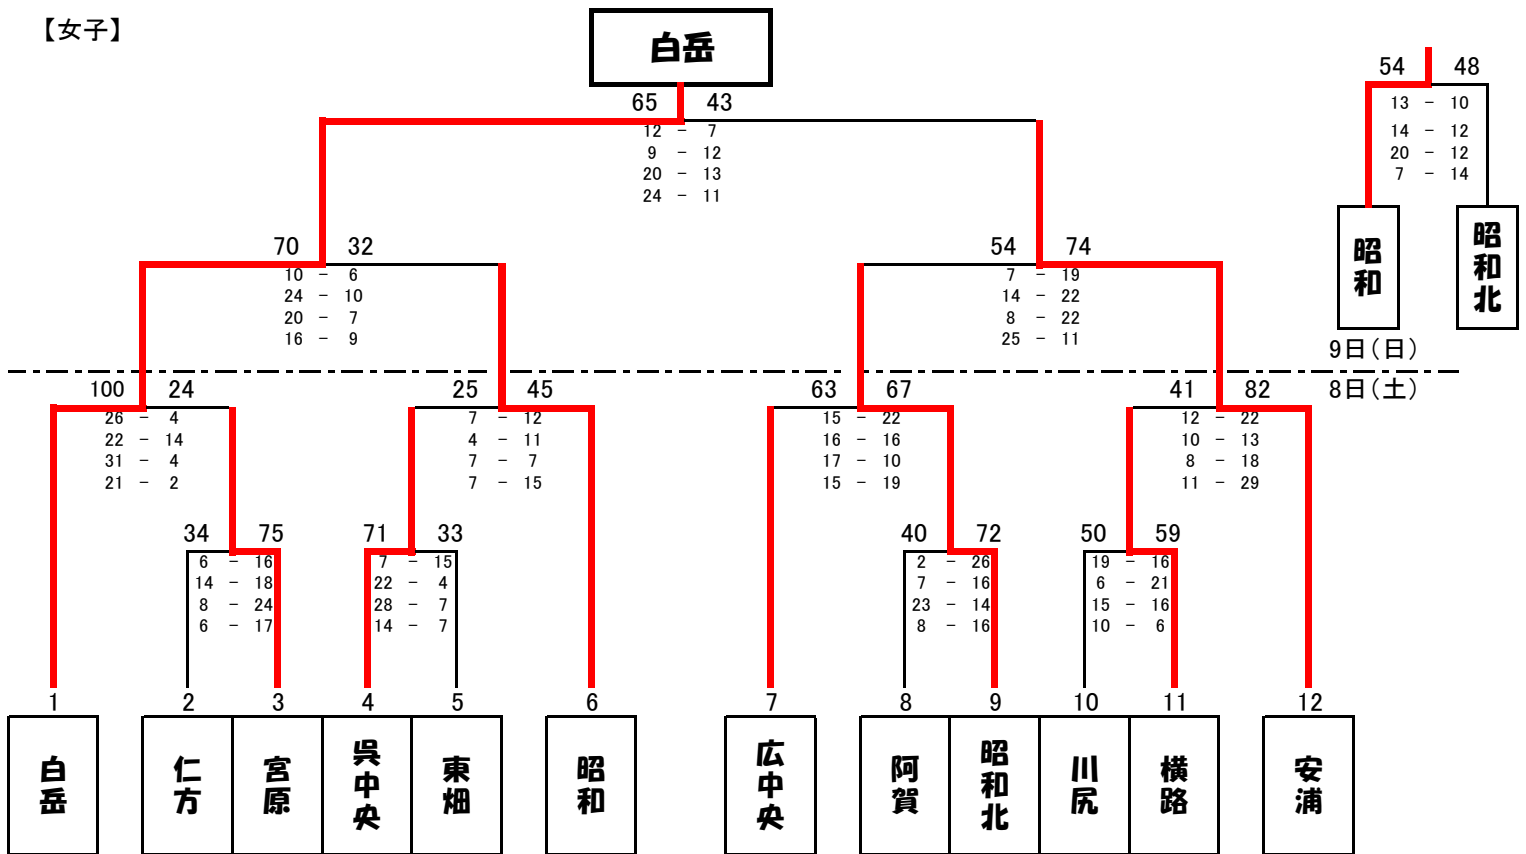 【女子】
白岳
65 43
12 - 7
9 - 12
20 - 13
24 - 11
54 48
13 - 10
14 - 12
20 - 12
7 - 14
昭和
昭和北
70 32
10 - 6
24 - 10
20 - 7
16 - 9
54 74
7 - 19
14 - 22
8 - 22
25 - 11
9日(日)
8日(土)
100 24
26 - 4
22 - 14
31 - 4
21 - 2
25 45
7 - 12
4 - 11
7 - 7
7 - 15
63 67
15 - 22
16 - 16
17 - 10
15 - 19
41 82
12 - 22
10 - 13
8 - 18
11 - 29
34 75
6 - 16
14 - 18
8 - 24
6 - 17
71 33
7 - 15
22 - 4
28 - 7
14 - 7
40 72
2 - 26
7 - 16
23 - 14
8 - 16
50 59
19 - 16
6 - 21
15 - 16
10 - 6
1 2 3 4 5 6 7 8 9 10 11 12
白岳
仁方
宮原
呉中央
東畑
昭和
広中央
阿賀
昭和北
川尻
横路
安浦